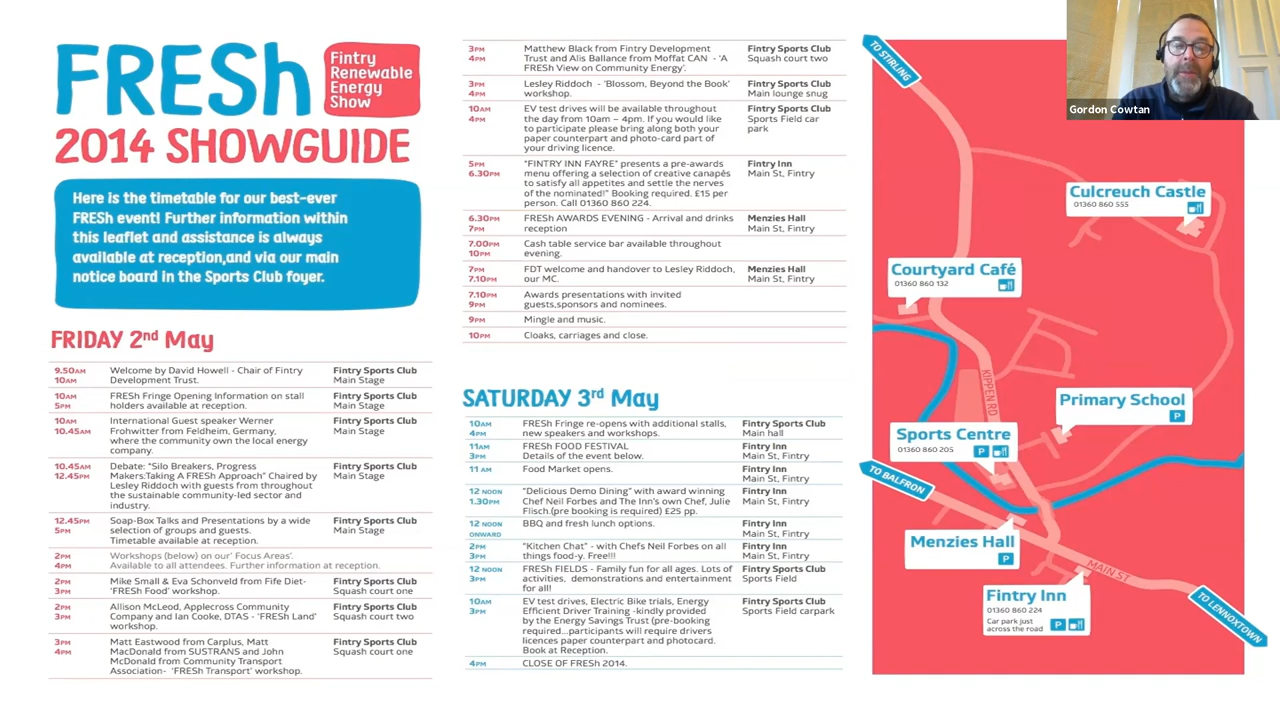 FRESh
Fintry
Renewable
Energy
Show
2014 SHOWGUIDE
Here is the timetable for our best-ever
FRESh event! Further information within
this leaflet and assistance is always
available at reception,and via our main
notice board in the Sports Club foyer.
FRIDAY 2nd May
9.50AM Welcome by David Howell - Chair of Fintry Fintry Sports Club
10AM Development Trust. Main Stage
10AM FRESh Fringe Opening Information on stall Fintry Sports Club
5PM holders available at reception. Main Stage
10AM International Guest speaker Werner Fintry Sports Club
10.45AM Frohwitter from Feldheim, Germany, Main Stage
where the community own the local energy
company.
10.45AM Debate: "Silo Breakers, Progress Fintry Sports Club
12.45PM Makers:Taking A FRESh Approach" Chaired by Main Stage
Lesley Riddoch with guests from throughout
the sustainable community-led sector and
industry.
12.45PM Soap-Box Talks and Presentations by a wide Fintry Sports Club
5PM selection of groups and guests. Main Stage
Timetable available at reception.
2PM Workshops (below) on our' Focus Areas'.
4PM Available to all attendees. Further information at reception.
2PM Mike Small & Eva Schonveld from Fife Diet- Fintry Sports Club
3PM 'FRESh Food' workshop. Squash court one
2PM Allison McLeod, Applecross Community Fintry Sports Club
3PM Company and Ian Cooke, DTAS - 'FRESh Land' Squash court two
workshop.
3PM Matt Eastwood from Carplus, Matt Fintry Sports Club
4PM MacDonald from SUSTRANS and John Squash court one
McDonald from Community Transport
Association- 'FRESh Transport' workshop.
3PM Matthew Black from Fintry Development Fintry Sports Club
4PM Trust and Alis Ballance from Moffat CAN - 'A Squash court two
FRESh View on Community Energy'.
3PM Lesley Riddoch - 'Blossom, Beyond the Book' Fintry Sports Club
4PM workshop. Main lounge snug
10AM EV test drives will be available throughout Fintry Sports Club
4PM the day from 10am – 4pm. If you would like Sports Field car
to participate please bring along both your park
paper counterpart and photo-card part of
your driving licence.
5PM "FINTRY INN FAYRE" presents a pre-awards Fintry Inn
6.30PM menu offering a selection of creative canapés Main St, Fintry
to satisfy all appetites and settle the nerves
of the nominated!" Booking required. £15 per
person. Call 01360 860 224.
6.30PM FRESh AWARDS EVENING - Arrival and drinks Menzies Hall
7PM reception Main St, Fintry
7.00PM Cash table service bar available throughout
10PM evening.
7PM FDT welcome and handover to Lesley Riddoch, Menzies Hall
7.10PM our MC. Main St, Fintry
7.10PM Awards presentations with invited
9PM guests,sponsors and nominees.
9PM Mingle and music.
10PM Cloaks, carriages and close.
SATURDAY 3rd May
10AM FRESh Fringe re-opens with additional stalls, Fintry Sports Club
4PM new speakers and workshops. Main hall
11AM FRESh FOOD FESTIVAL Fintry Inn
3PM Details of the event below. Main St, Fintry
11 AM Food Market opens. Fintry Inn
Main St, Fintry
12 NOON "Delicious Demo Dining" with award winning Fintry Inn
1.30PM Chef Neil Forbes and The Inn's own Chef, Julie Main St, Fintry
Flisch.(pre booking is required) £25 pp.
12 NOON BBQ and fresh lunch options. Fintry Inn
ONWARD Main St, Fintry
2PM "Kitchen Chat" - with Chefs Neil Forbes on all Fintry Inn
3PM things food-y. Free!!! Main St, Fintry
12 NOON FRESh FIELDS - Family fun for all ages. Lots of Fintry Sports Club
3PM activities, demonstrations and entertainment Sports Field
for all!
10AM EV test drives, Electric Bike trials, Energy Fintry Sports Club
3PM Efficient Driver Training -kindly provided Sports Field carpark
by the Energy Savings Trust (pre-booking
required...participants will require drivers
licences paper counterpart and photocard.
Book at Reception.
4PM CLOSE OF FRESh 2014.
TO STIRLING
Culcreuch Castle
01360 860 555
Courtyard Café
01360 860 132
KIPPEN RD
Primary School
P
Sports Centre
01360 860 205 P
TO BALFRON
Menzies Hall
P
MAIN ST
Fintry Inn
01360 860 224
Car park just
across the road P
TO LENNOXTOWN
Gordon Cowtan